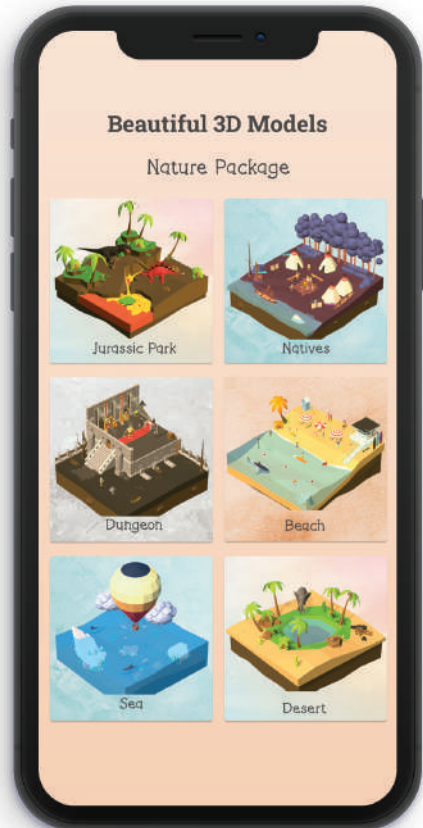 Beautiful 3D Models
Nature Package
Jurassic Park
Natives
Dungeon
Beach
Sea
Desert